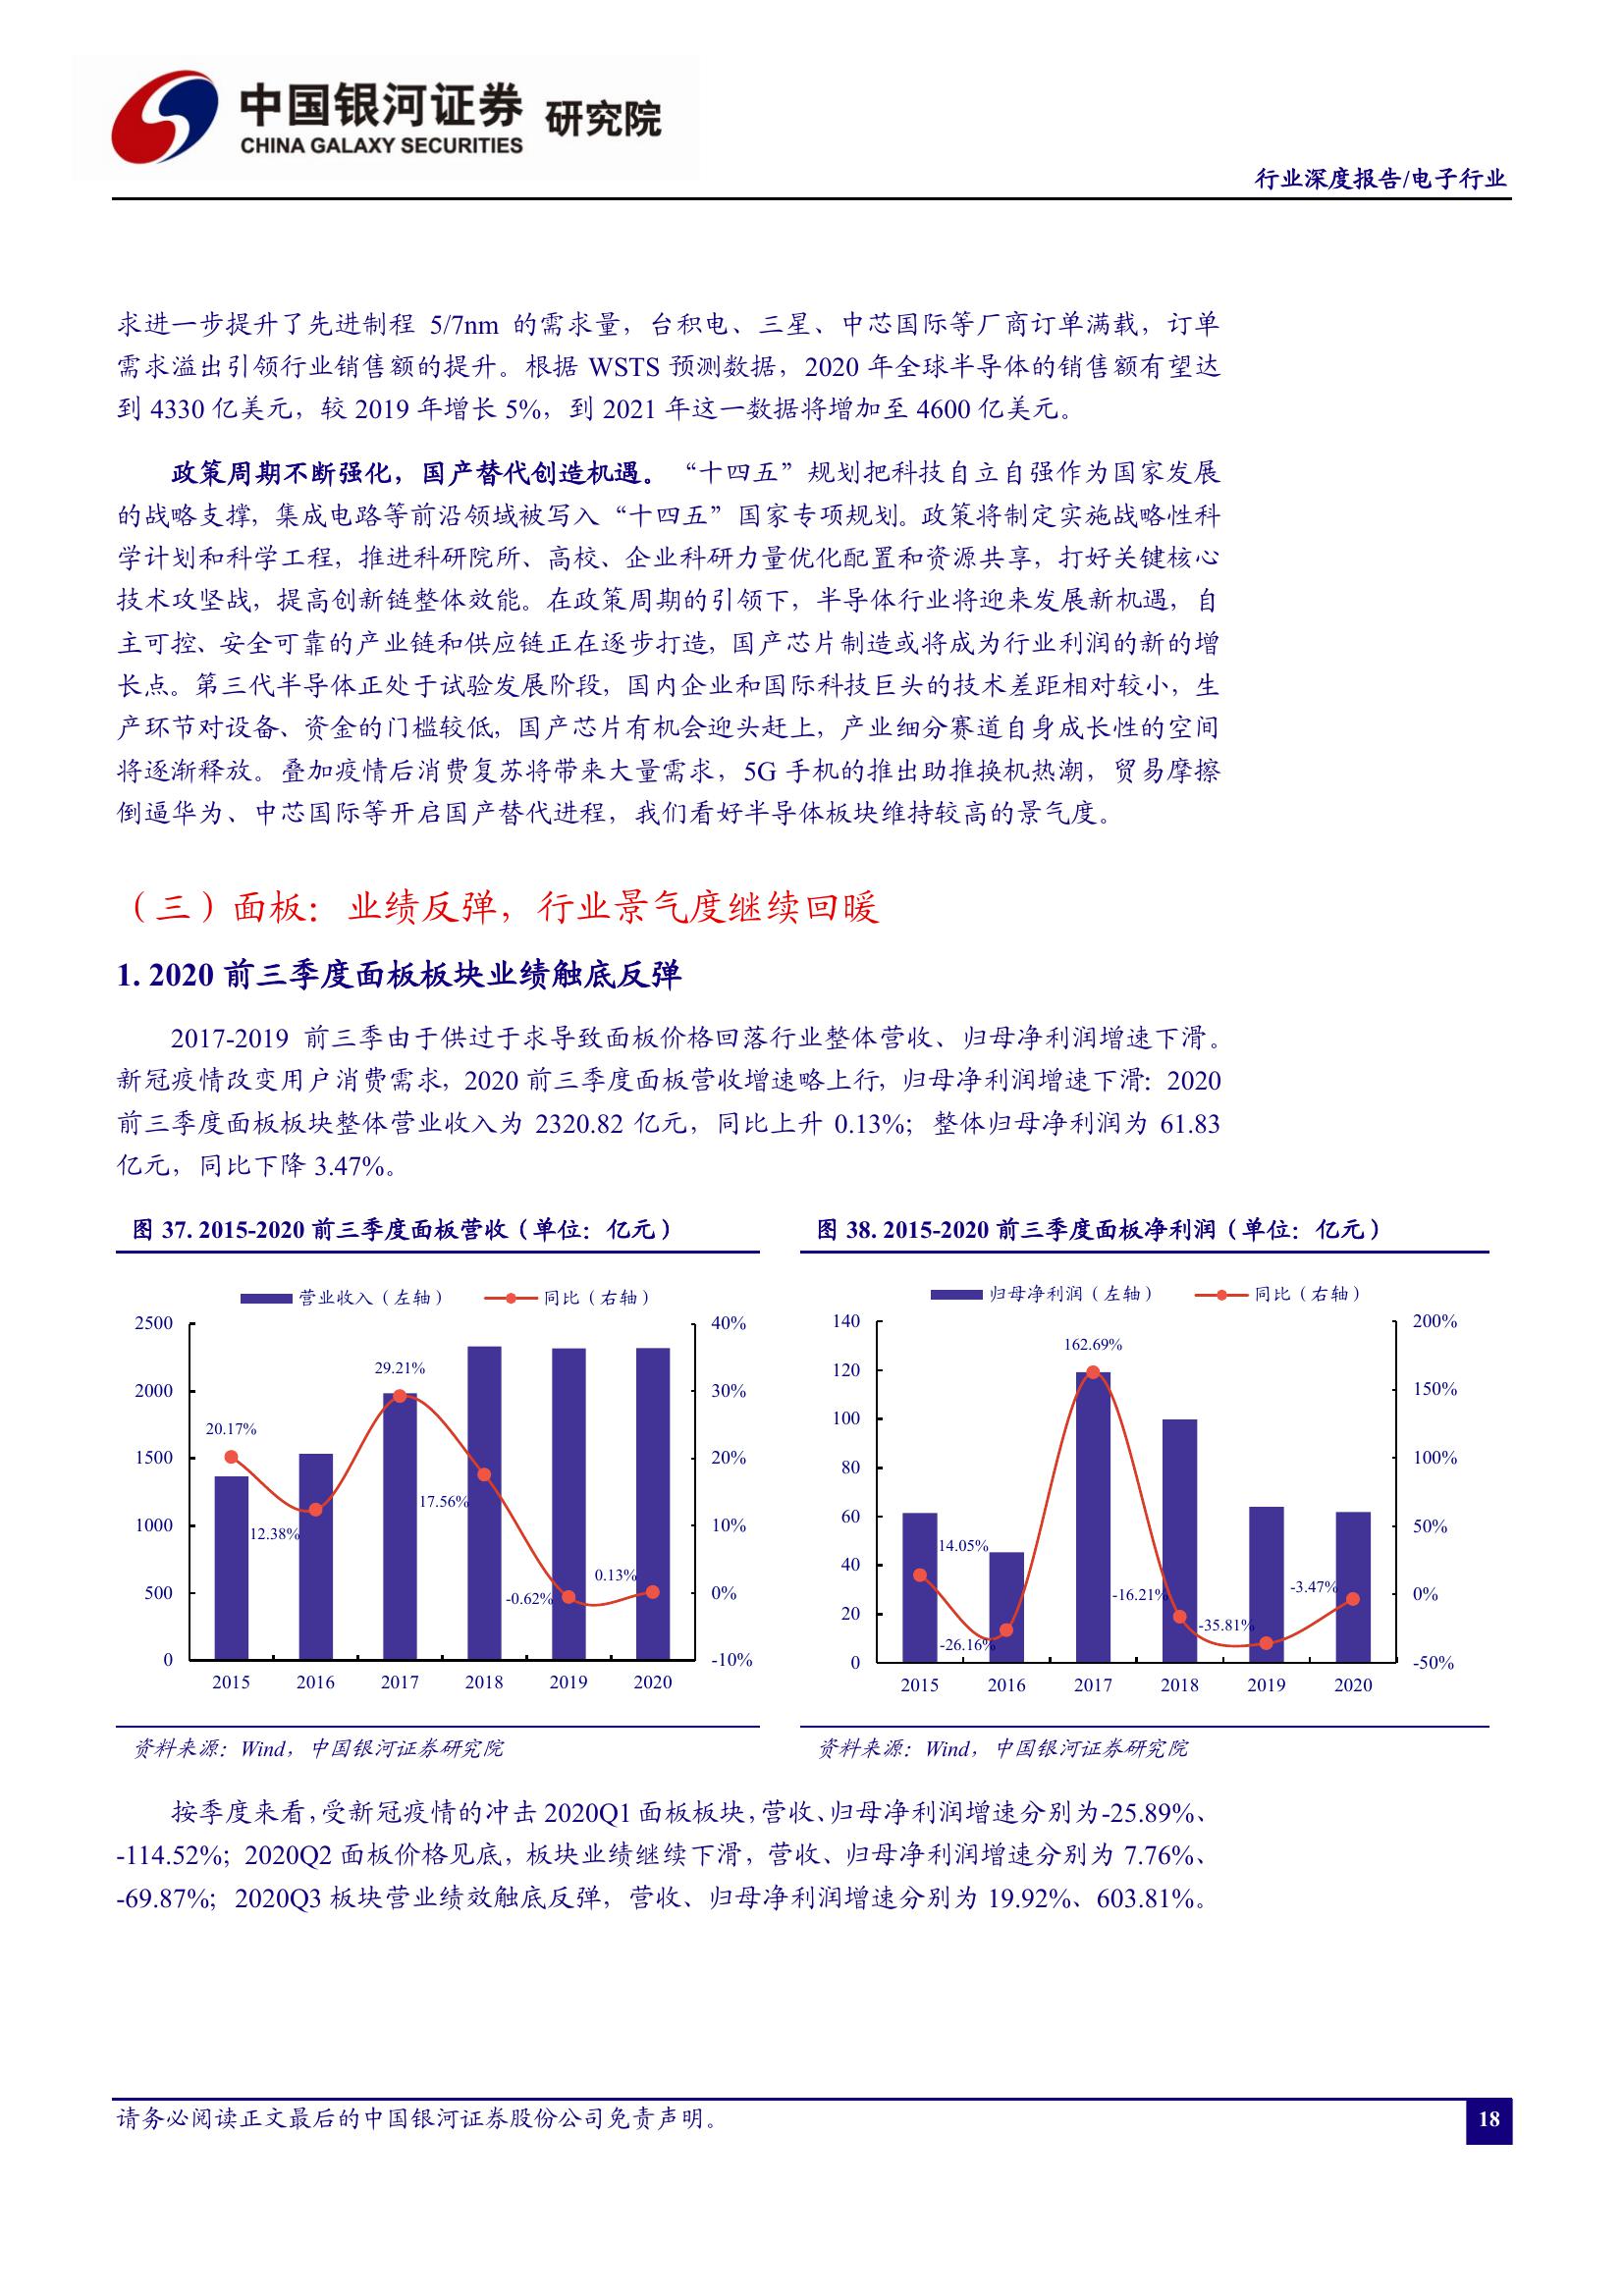 中国银河证券 研究院
CHINA GALAXY SECURITIES
行业深度报告/电子行业
求进一步提升了先进制程 5/7nm 的需求量，台积电、三星、中芯国际等厂商订单满载，订单
需求溢出引领行业销售额的提升。根据 WSTS 预测数据，2020 年全球半导体的销售额有望达
到 4330 亿美元，较 2019 年增长 5%，到 2021 年这一数据将增加至 4600 亿美元。
政策周期不断强化，国产替代创造机遇。“十四五”规划把科技自立自强作为国家发展
的战略支撑，集成电路等前沿领域被写入“十四五”国家专项规划。政策将制定实施战略性科
学计划和科学工程，推进科研院所、高校、企业科研力量优化配置和资源共享，打好关键核心
技术攻坚战，提高创新链整体效能。在政策周期的引领下，半导体行业将迎来发展新机遇，自
主可控、安全可靠的产业链和供应链正在逐步打造，国产芯片制造或将成为行业利润的新的增
长点。第三代半导体正处于试验发展阶段，国内企业和国际科技巨头的技术差距相对较小，生
产环节对设备、资金的门槛较低，国产芯片有机会迎头赶上，产业细分赛道自身成长性的空间
将逐渐释放。叠加疫情后消费复苏将带来大量需求，5G 手机的推出助推换机热潮，贸易摩擦
倒逼华为、中芯国际等开启国产替代进程，我们看好半导体板块维持较高的景气度。
（三）面板：业绩反弹，行业景气度继续回暖
1. 2020 前三季度面板板块业绩触底反弹
2017-2019 前三季由于供过于求导致面板价格回落行业整体营收、归母净利润增速下滑。
新冠疫情改变用户消费需求，2020 前三季度面板营收增速略上行，归母净利润增速下滑：2020
前三季度面板板块整体营业收入为 2320.82 亿元，同比上升 0.13%；整体归母净利润为 61.83
亿元，同比下降 3.47%。
图 37. 2015-2020 前三季度面板营收（单位：亿元）
营业收入（左轴） 同比（右轴）
2500
2000
1500
1000
500
0
40%
30%
20%
10%
0%
-10%
20.17%
12.38%
29.21%
17.56%
-0.62%
0.13%
2015 2016 2017 2018 2019 2020
资料来源：Wind，中国银河证券研究院
图 38. 2015-2020 前三季度面板净利润（单位：亿元）
归母净利润（左轴） 同比（右轴）
140
120
100
80
60
40
20
0
200%
150%
100%
50%
0%
-50%
14.05%
-26.16%
162.69%
-16.21%
-35.81%
-3.47%
2015 2016 2017 2018 2019 2020
资料来源：Wind，中国银河证券研究院
按季度来看，受新冠疫情的冲击 2020Q1 面板板块，营收、归母净利润增速分别为-25.89%、
-114.52%；2020Q2 面板价格见底，板块业绩继续下滑，营收、归母净利润增速分别为 7.76%、
-69.87%；2020Q3 板块营业绩效触底反弹，营收、归母净利润增速分别为 19.92%、603.81%。
请务必阅读正文最后的中国银河证券股份公司免责声明。
18